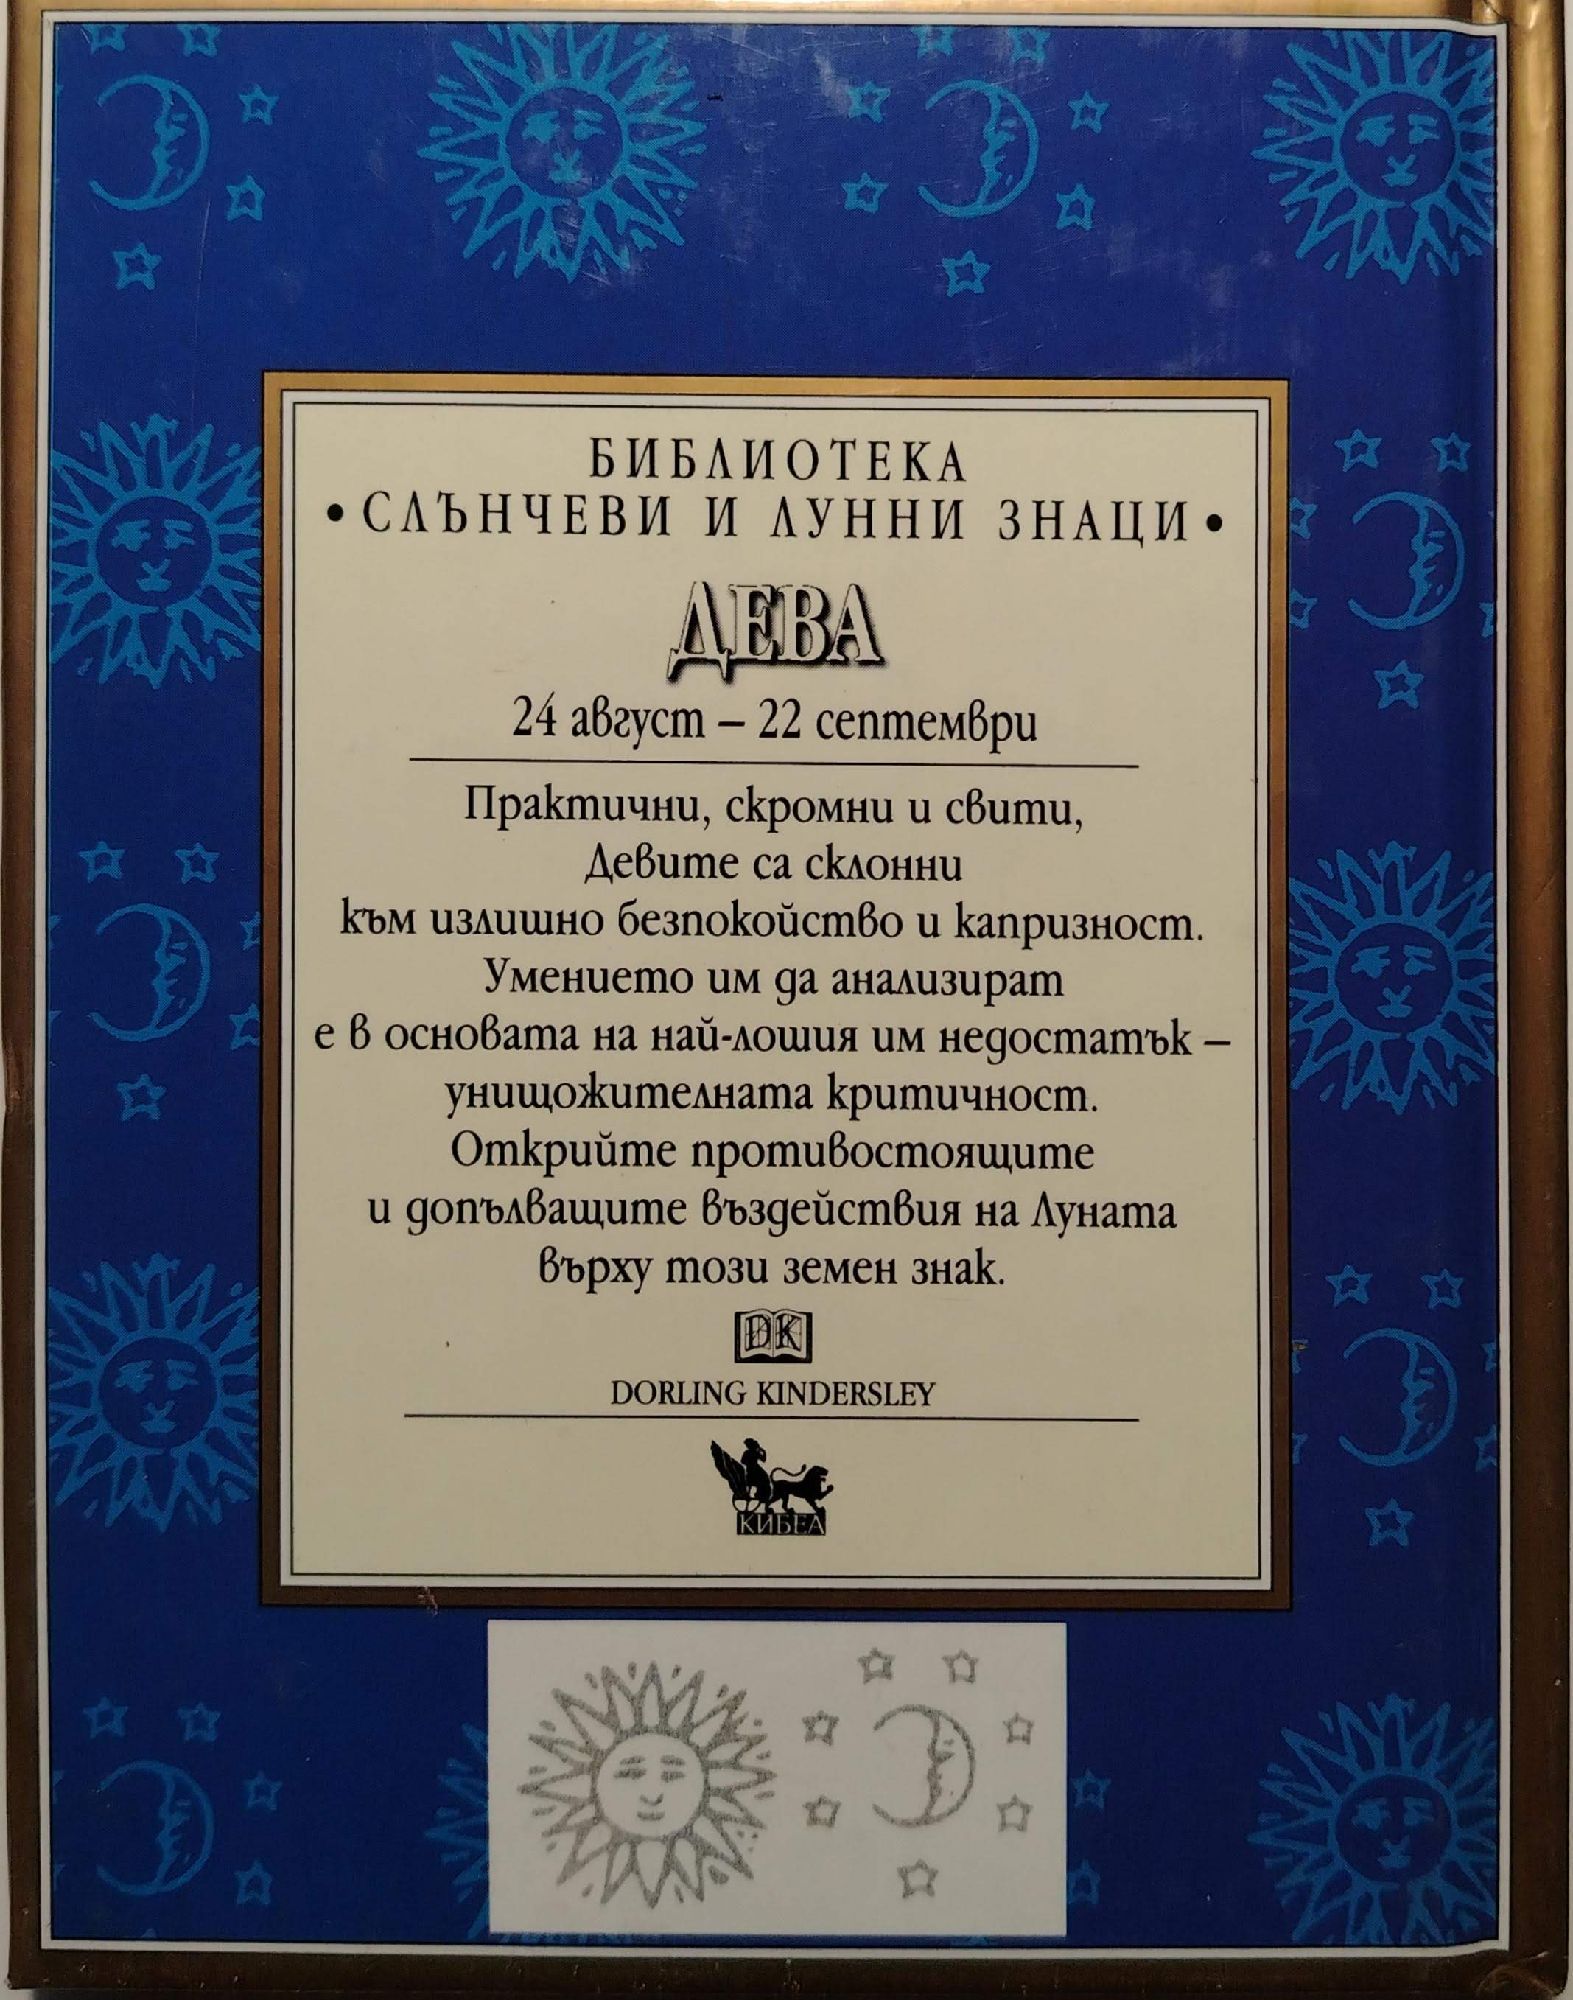 БИБЛИОТЕКА
• СЛЪНЧЕВИ И ЛУННИ ЗНАЦИ •
ДЕВА
24 август – 22 септември
Практични, скромни и свити,
Девите са склонни
към излишно безпокойство и капризност.
Умението им да анализират
е в основата на най-лошия им недостатък –
унищожителната критичност.
Открийте противостоящите
и допълващите въздействия на Луната
върху този земен знак.
DK
DORLING KINDERSLEY
КИБЕА